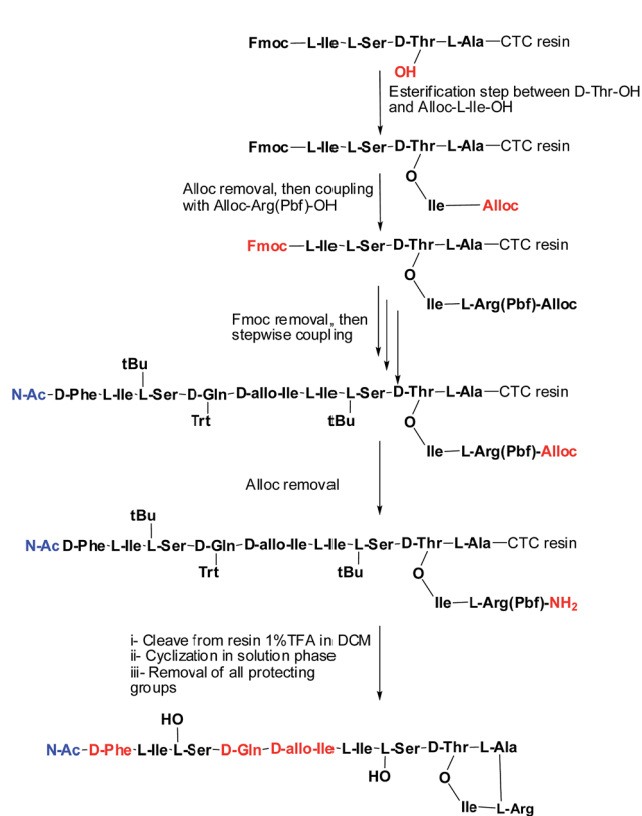 Fmoc—L-Ile-L-Ser-D-Thr—L-Ala—CTC resin
OH
Esterification step between D-Thr-OH
and Alloc-L-Ile-OH
Fmoc—L-Ile-L-Ser-D-Thr—L-Ala—CTC resin
O
Ile—Alloc
Alloc removal, then coupling
with Alloc-Arg(Pbf)-OH
Fmoc—L-Ile-L-Ser-D-Thr—L-Ala—CTC resin
O
Ile—L-Arg(Pbf)-Alloc
Fmoc removal, then
stepwise coupling
tBu
N-Ac-D-Phe-L-Ile-L-Ser-D-Gln-D-allo-Ile-L-Ile-L-Ser-D-Thr—L-Ala—CTC resin
Trt
tBu
O
Ile—L-Arg(Pbf)-Alloc
Alloc removal
tBu
N-Ac D-Phe-L-Ile-L-Ser-D-Gln-D-allo-Ile-L-Ile-L-Ser-D-Thr—L-Ala—CTC resin
Trt
tBu
O
Ile—L-Arg(Pbf)-NH2
i- Cleave from resin 1%TFA in DCM
ii- Cyclization in solution phase
iii- Removal of all protecting
groups
HO
N-Ac-D-Phe-L-Ile-L-Ser-D-Gln-D-allo-Ile-L-Ile-L-Ser-D-Thr-L-Ala
HO
O
Ile—L-Arg